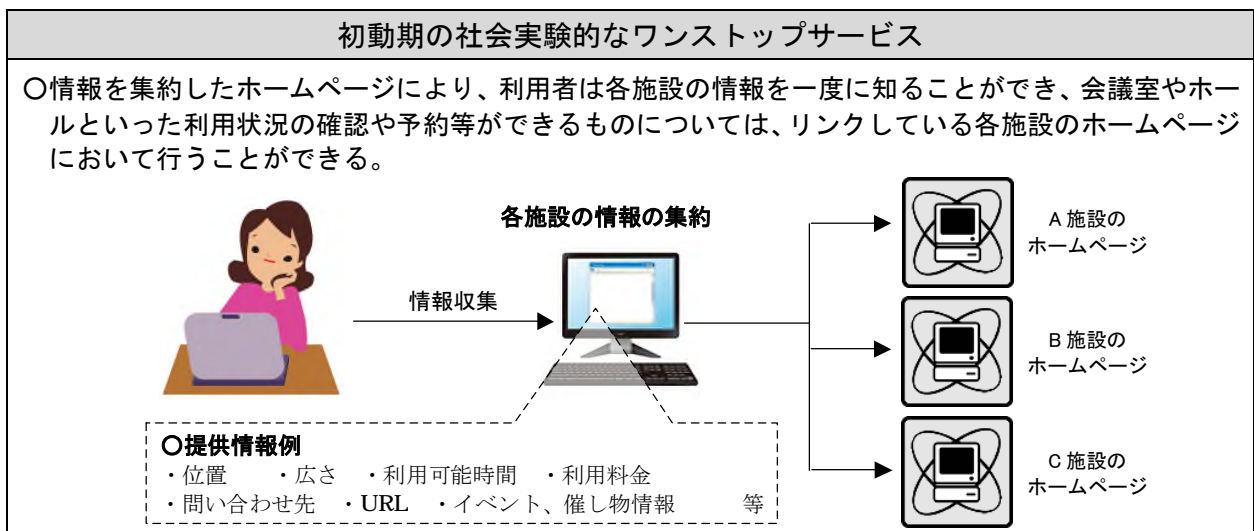 初動期の社会実験的なワンストップサービス
〇情報を集約したホームページにより、利用者は各施設の情報を一度に知ることができ、会議室やホー
ルといった利用状況の確認や予約等ができるものについては、リンクしている各施設のホームページ
において行うことができる。
各施設の情報の集約
情報収集
A 施設の
ホームページ
B 施設の
ホームページ
C 施設の
ホームページ
〇提供情報例
・位置 ・広さ ・利用可能時間 ・利用料金
・問い合わせ先 ・URL ・イベント、催し物情報 等